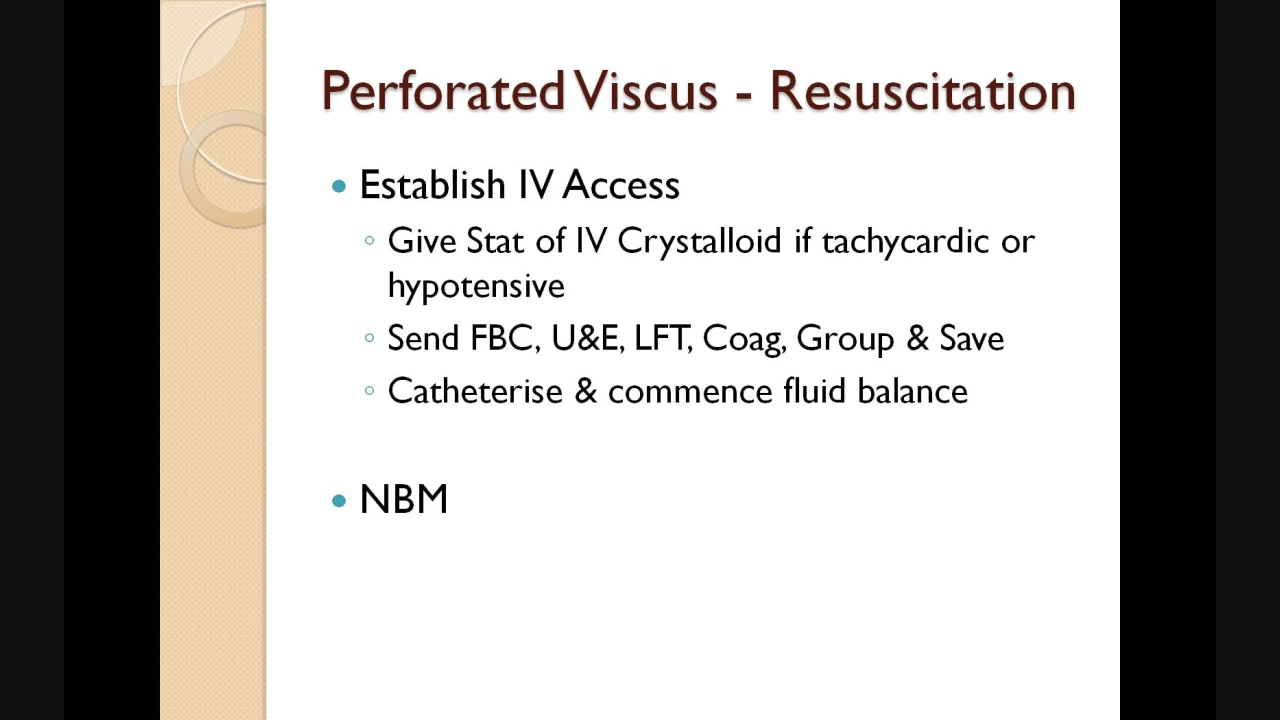 Perforated Viscus - Resuscitation
• Establish IV Access
◦ Give Stat of IV Crystalloid if tachycardic or
hypotensive
◦ Send FBC, U&E, LFT, Coag, Group & Save
◦ Catheterise & commence fluid balance
• NBM